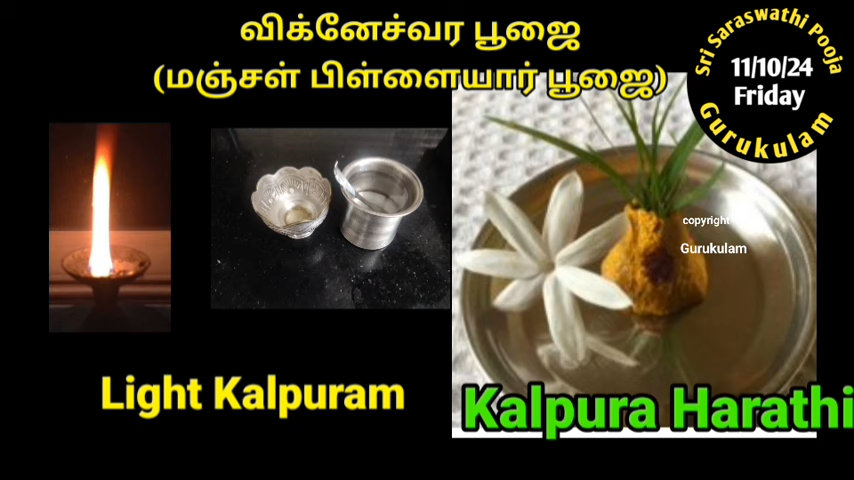 விக்னேச்வர பூஜை
(மஞ்சள் பிள்ளையார் பூஜை)
Sri Saraswathi Pooja
11/10/24
Friday
Gurukulam
copyright
Gurukulam
Light Kalpuram
Kalpura Harathi